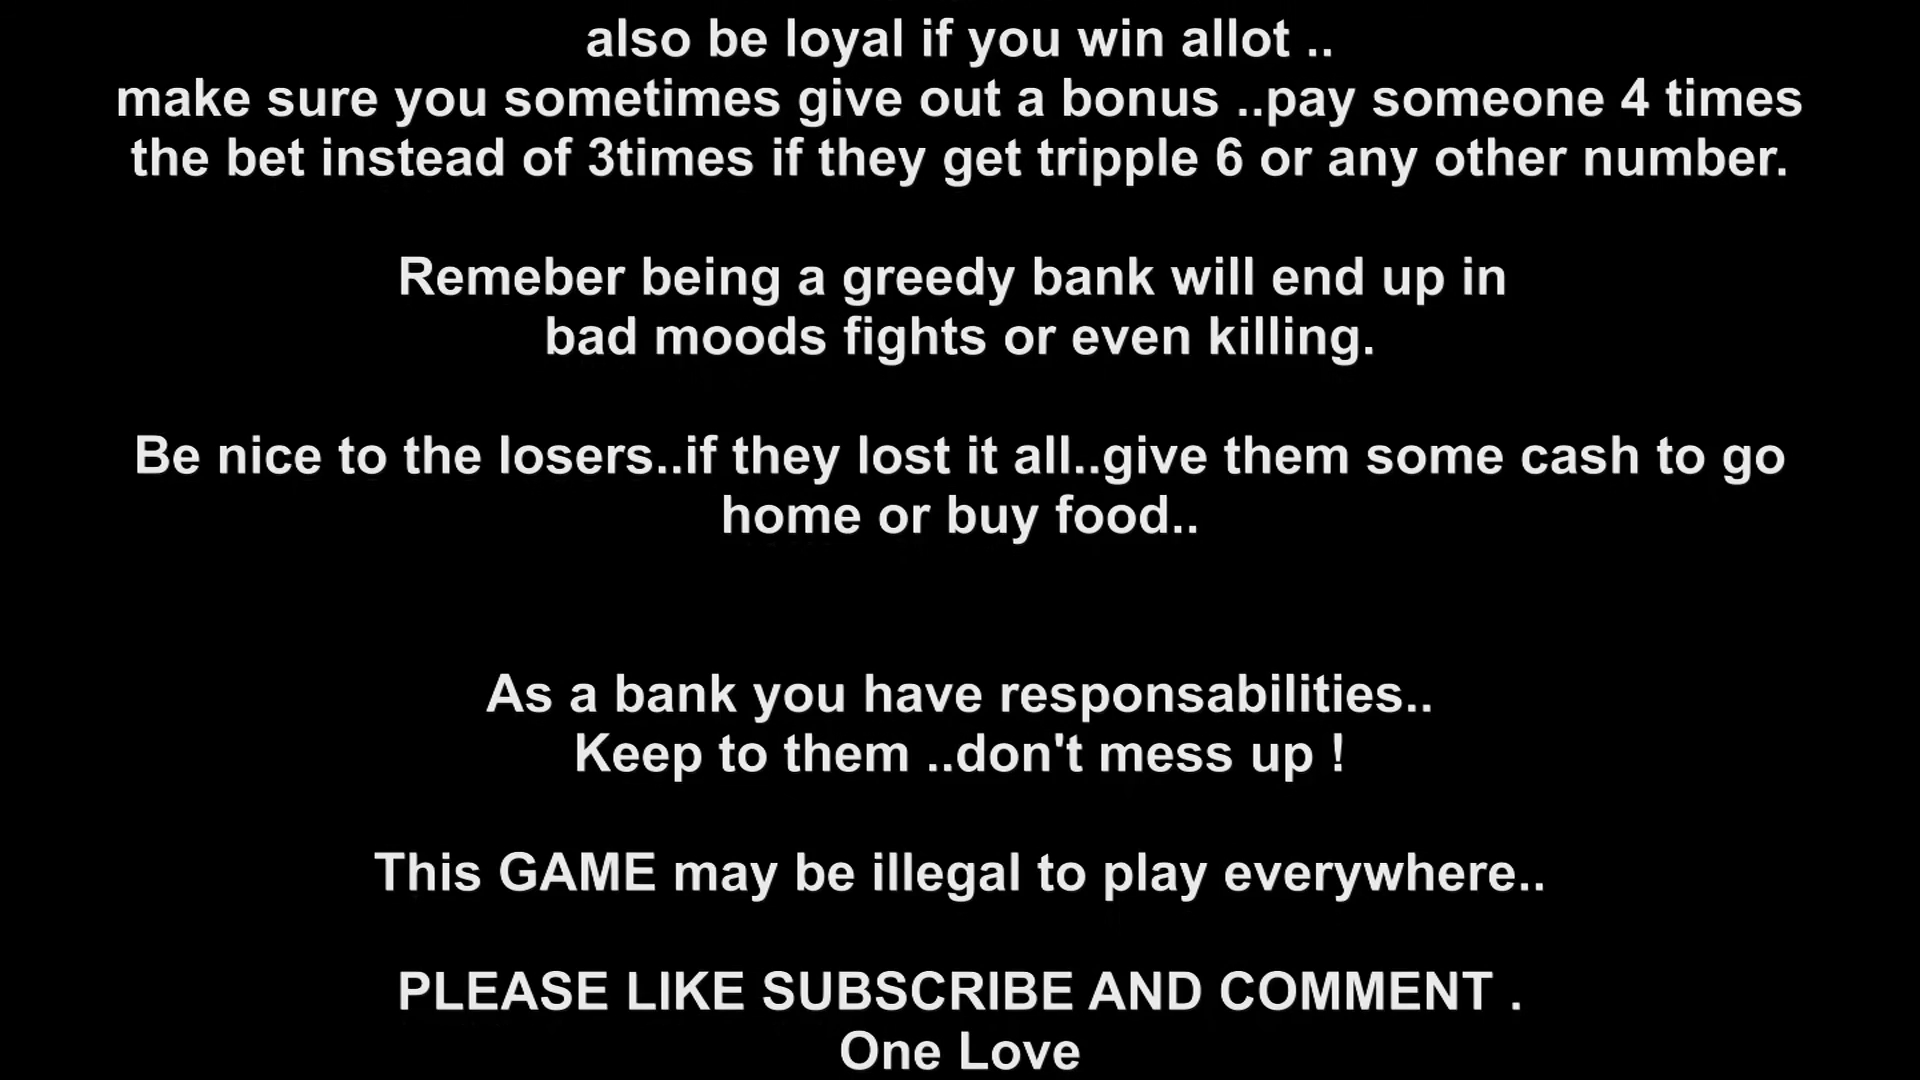 also be loyal if you win allot ..
make sure you sometimes give out a bonus ..pay someone 4 times
the bet instead of 3times if they get tripple 6 or any other number.
Remeber being a greedy bank will end up in
bad moods fights or even killing.
Be nice to the losers..if they lost it all..give them some cash to go
home or buy food..
As a bank you have responsabilities..
Keep to them ..don't mess up !
This GAME may be illegal to play everywhere..
PLEASE LIKE SUBSCRIBE AND COMMENT .
One Love